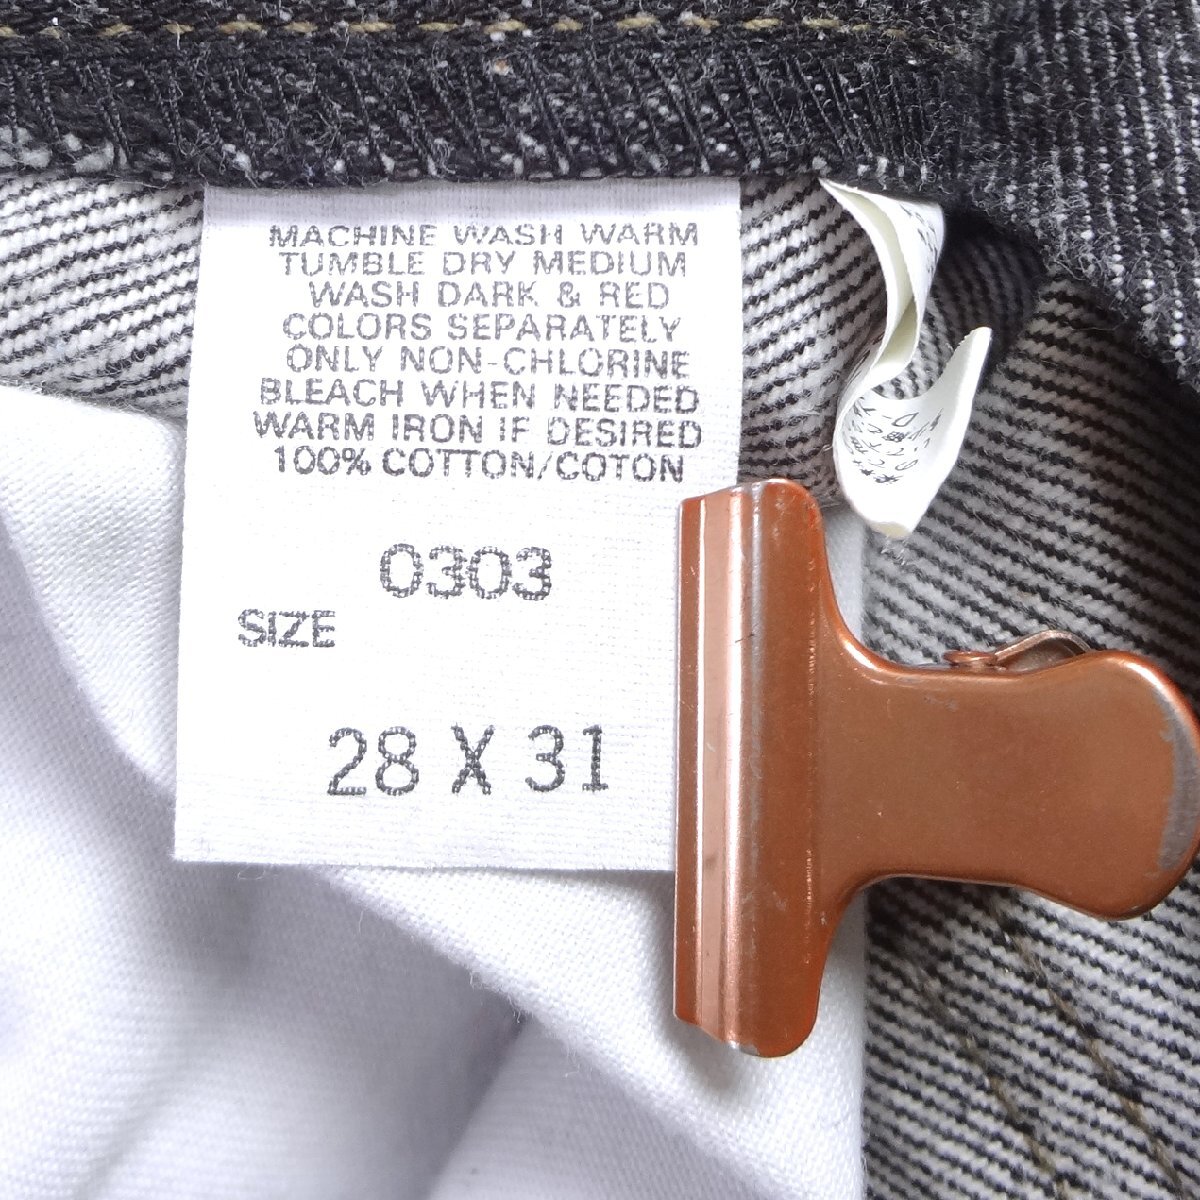 MACHINE WASH WARM
TUMBLE DRY MEDIUM
WASH DARK & RED
COLORS SEPARATELY
ONLY NON-CHLORINE
BLEACH WHEN NEEDED
WARM IRON IF DESIRED
100% COTTON/COTON
0303
SIZE
28 X 31